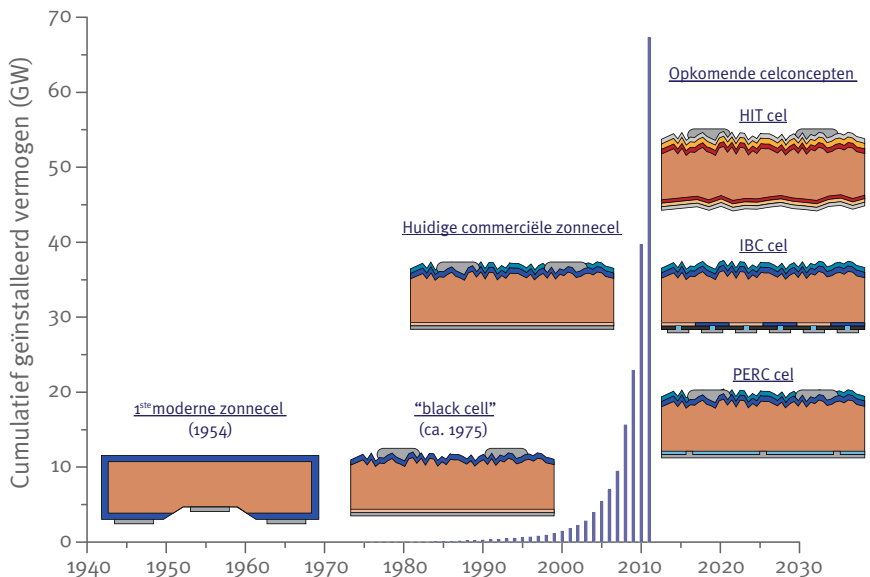 Cumulatief geïnstalleerd vermogen (GW)
70
60
50
40
30
20
10
0
1940
1950
1960
1970
1980
1990
2000
2010
2020
2030
1ste moderne zonnecel
(1954)
“black cell”
(ca. 1975)
Huidige commerciële zonnecel
Opkomende celconcepten
HIT cel
IBC cel
PERC cel